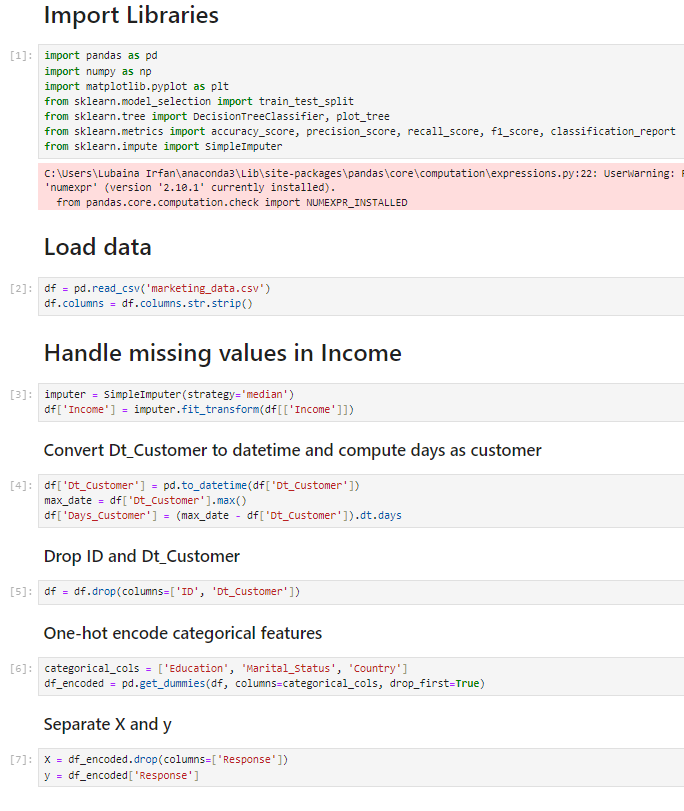 Import Libraries
[1]:
import pandas as pd
import numpy as np
import matplotlib.pyplot as plt
from sklearn.model_selection import train_test_split
from sklearn.tree import DecisionTreeClassifier, plot_tree
from sklearn.metrics import accuracy_score, precision_score, recall_score, f1_score, classification_report
from sklearn.impute import SimpleImputer
C:\Users\Lubaina Irfan\anaconda3\Lib\site-packages\pandas\core\computation\expressions.py:22: UserWarning:
'numexpr' (version '2.10.1' currently installed).
from pandas.core.computation.check import NUMEXPR_INSTALLED
Load data
[2]:
df = pd.read_csv('marketing_data.csv')
df.columns = df.columns.str.strip()
Handle missing values in Income
[3]:
imputer = SimpleImputer(strategy='median')
df['Income'] = imputer.fit_transform(df[['Income']])
Convert Dt_Customer to datetime and compute days as customer
[4]:
df['Dt_Customer'] = pd.to_datetime(df['Dt_Customer'])
max_date = df['Dt_Customer'].max()
df['Days_Customer'] = (max_date - df['Dt_Customer']).dt.days
Drop ID and Dt_Customer
[5]:
df = df.drop(columns=['ID', 'Dt_Customer'])
One-hot encode categorical features
[6]:
categorical_cols = ['Education', 'Marital_Status', 'Country']
df_encoded = pd.get_dummies(df, columns=categorical_cols, drop_first=True)
Separate X and y
[7]:
X = df_encoded.drop(columns=['Response'])
y = df_encoded['Response']